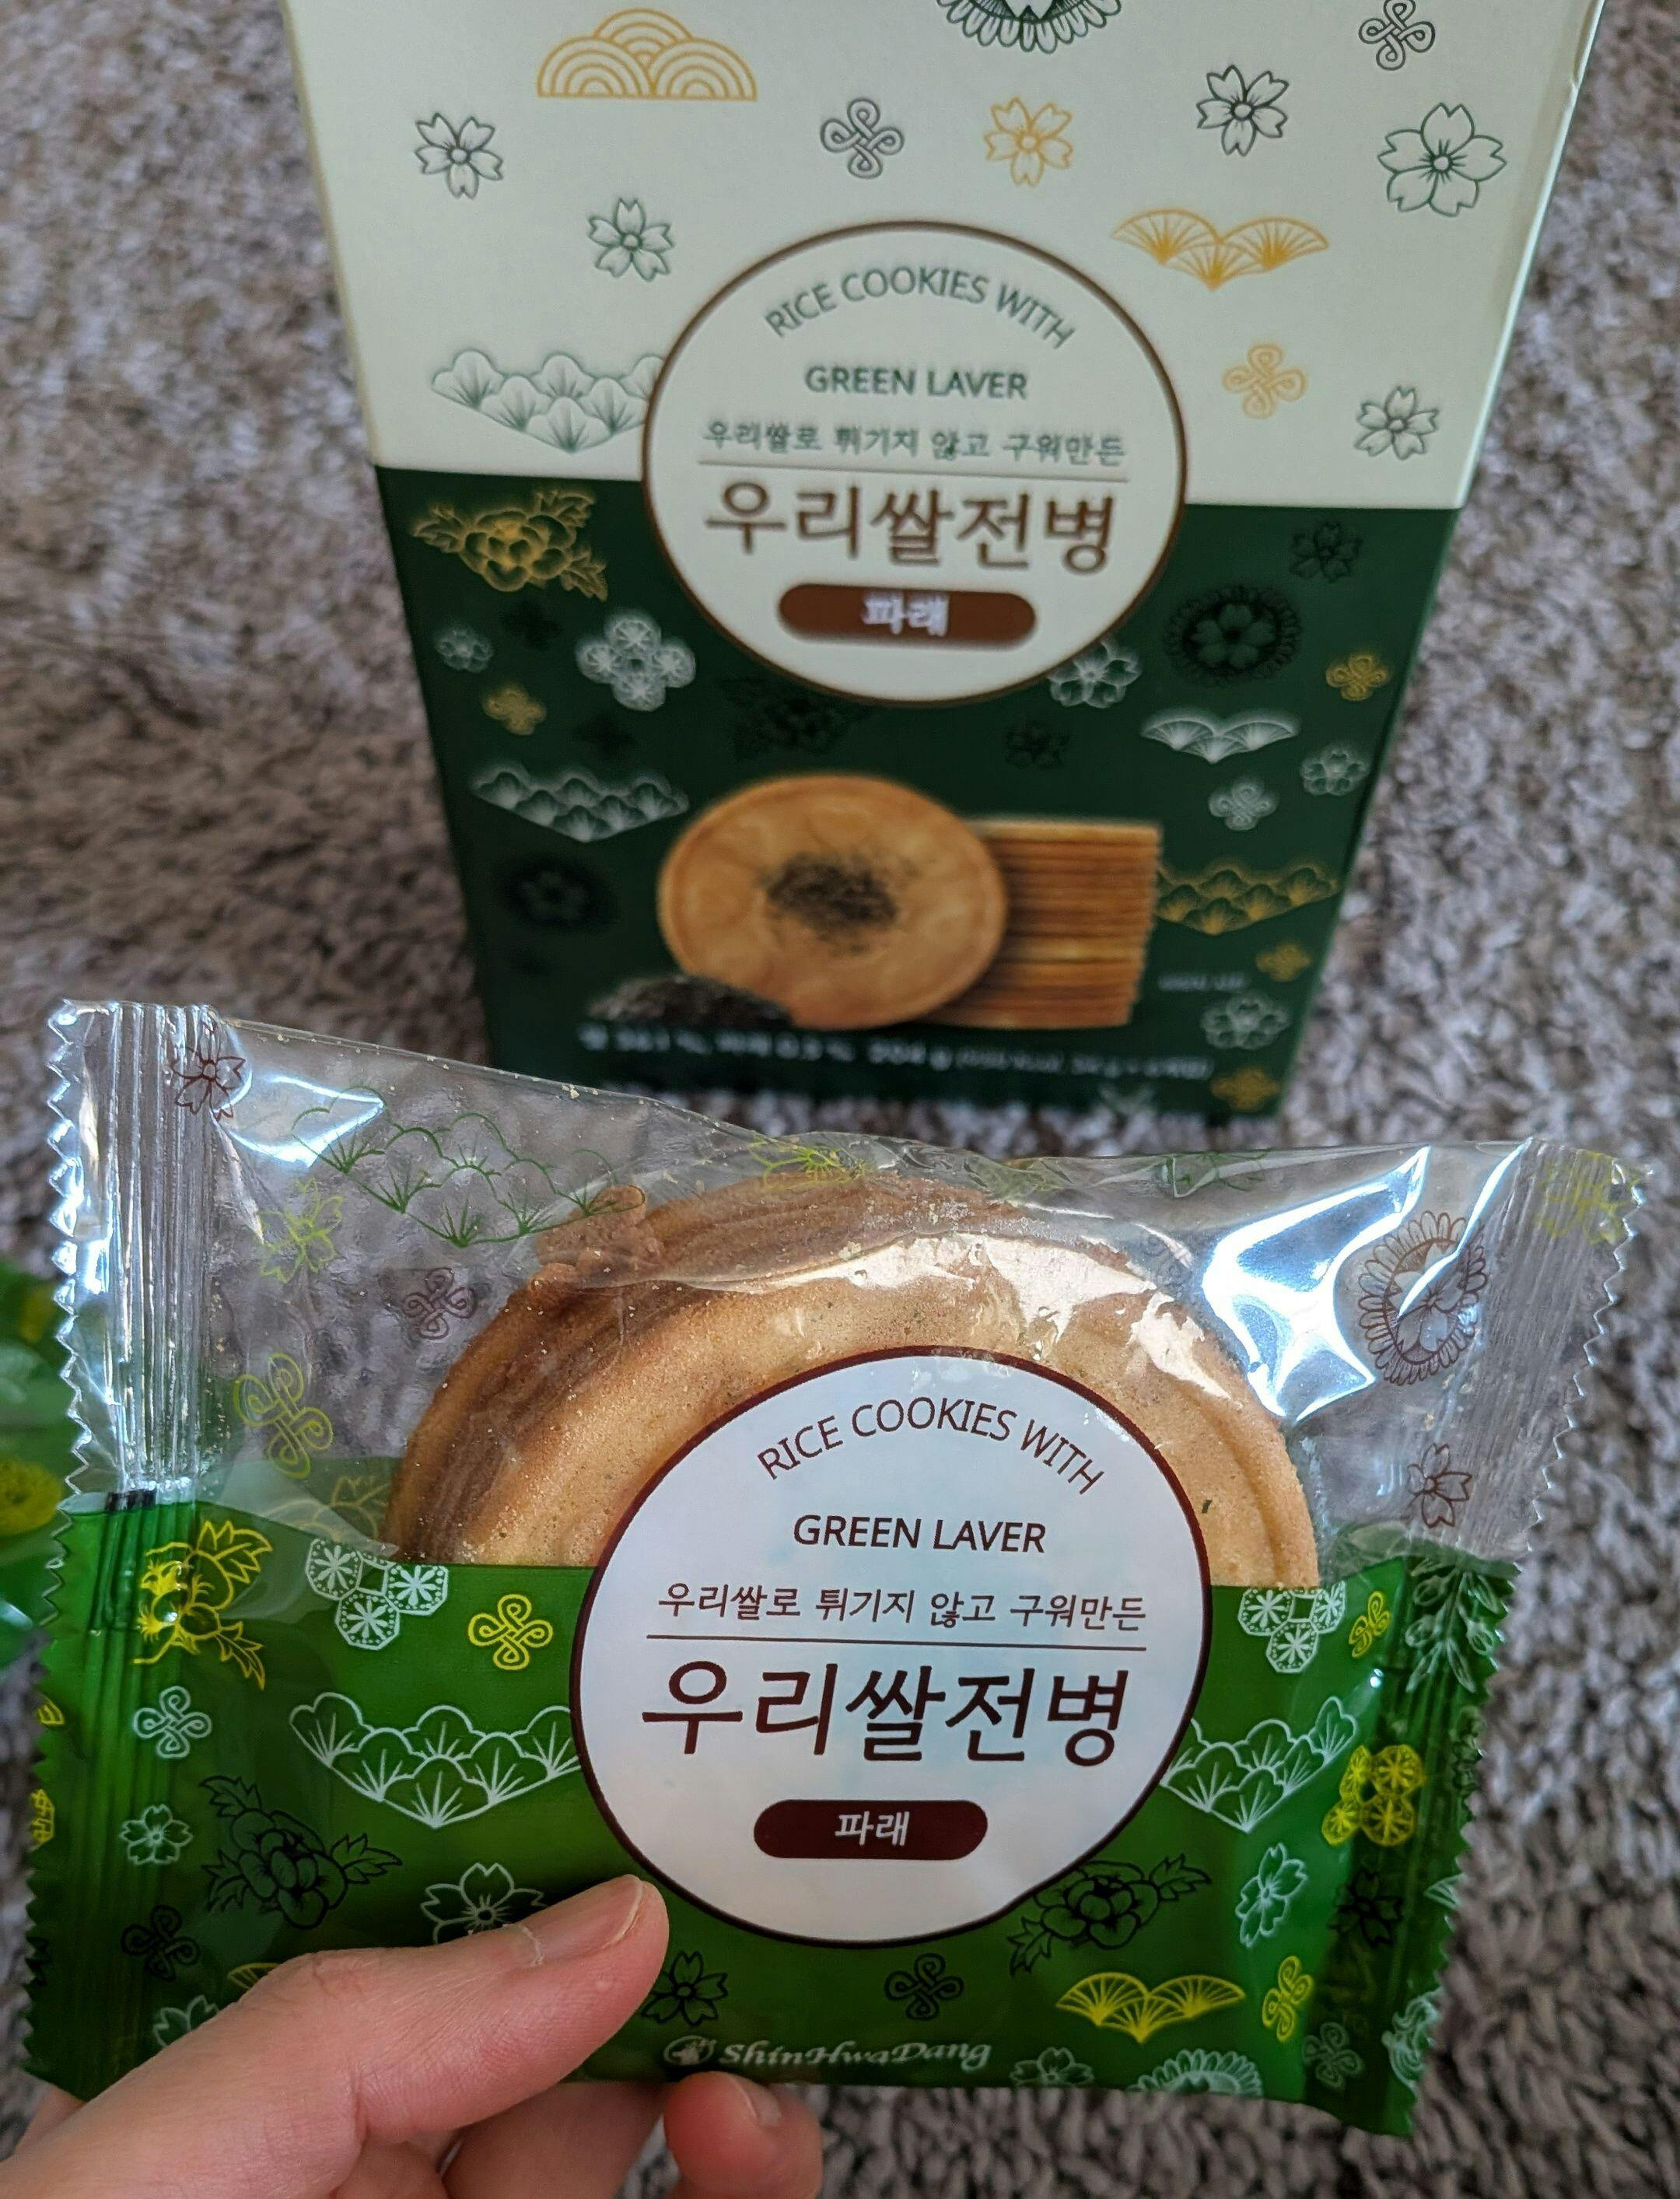 RICE COOKIES WITH
GREEN LAVER
우리쌀로 튀기지 않고 구워만든
우리쌀전병
파래
RICE COOKIES WITH
GREEN LAVER
우리쌀로 튀기지 않고 구워만든
우리쌀전병
파래
ShinHwaDang